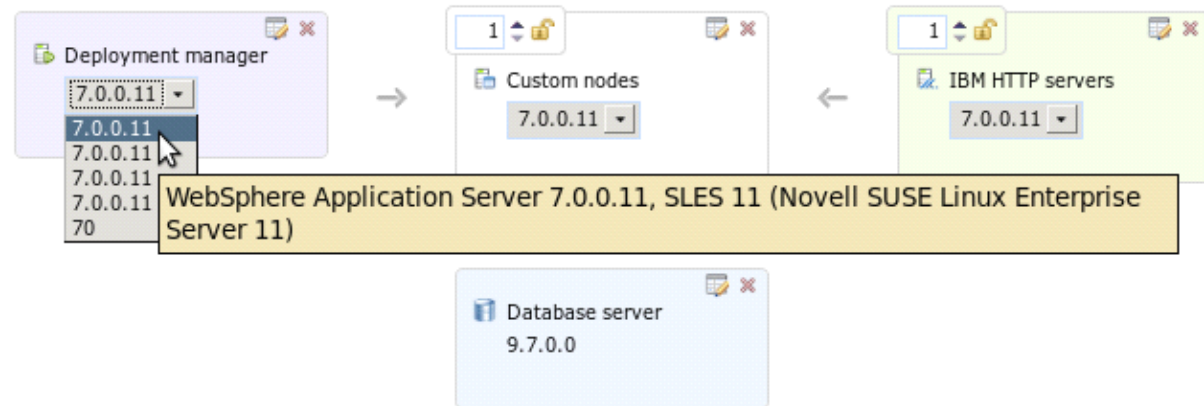 1
1
Deployment manager
Custom nodes
IBM HTTP servers
7.0.0.11
7.0.0.11
7.0.0.11
7.0.0.11
7.0.0.11
7.0.0.11
7.0.0.11
70
WebSphere Application Server 7.0.0.11, SLES 11 (Novell SUSE Linux Enterprise
Server 11)
Database server
9.7.0.0